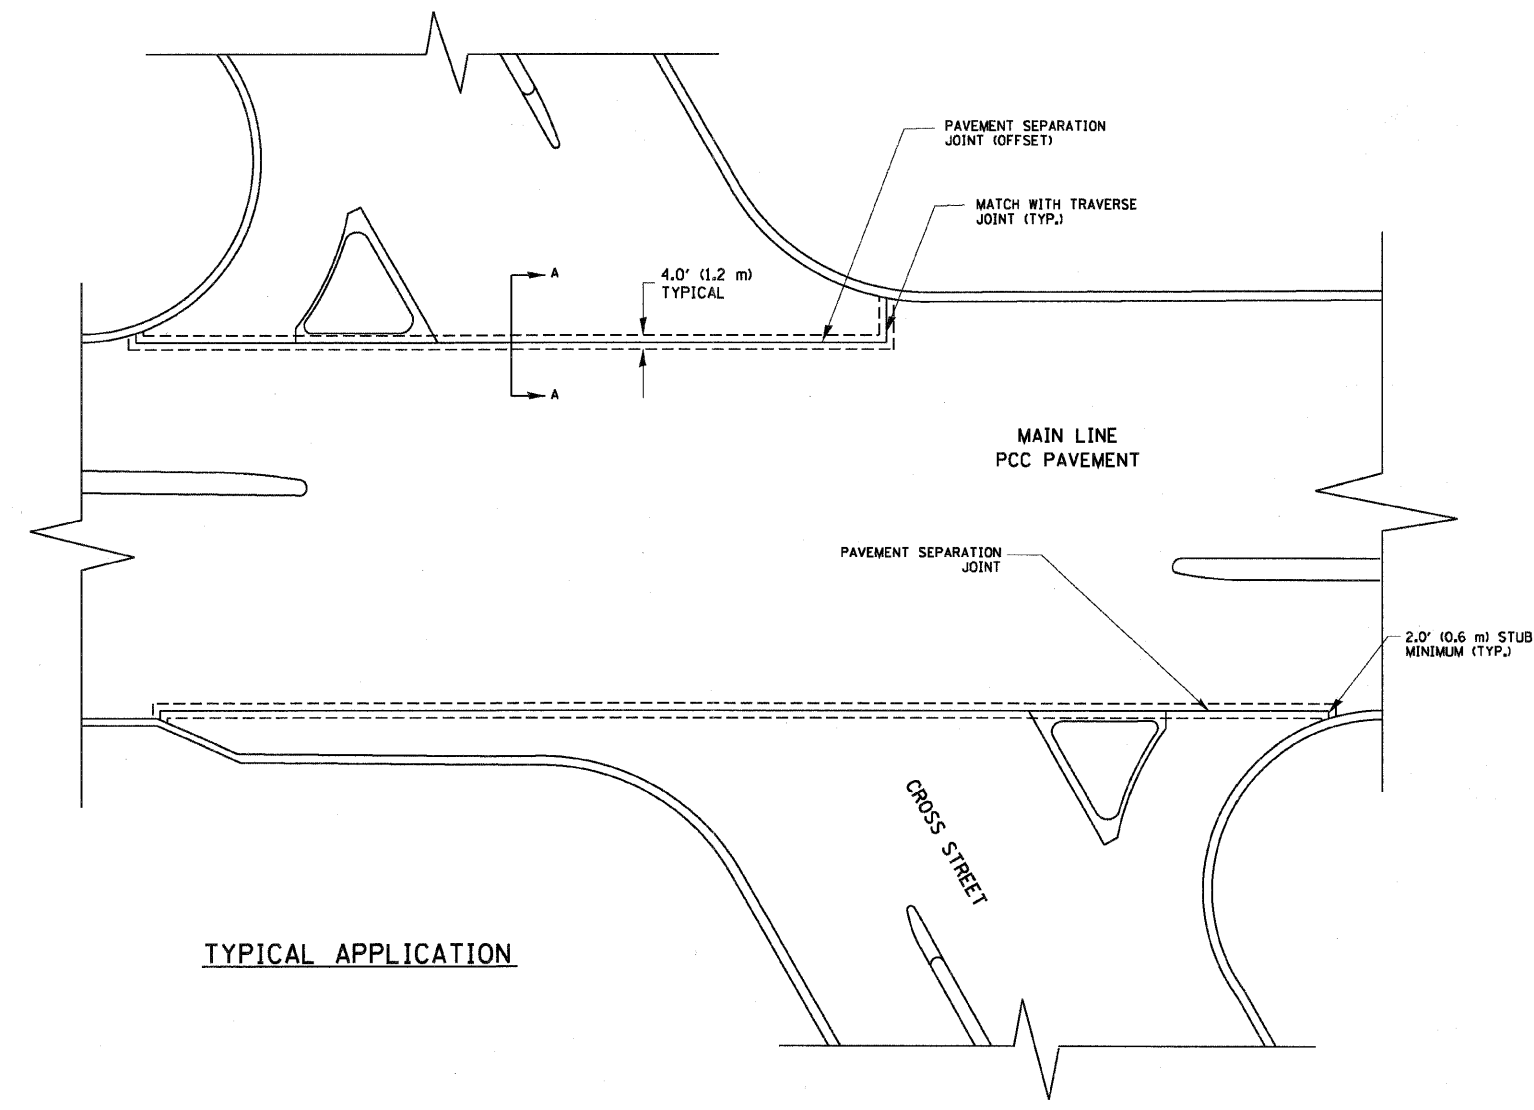 PAVEMENT SEPARATION
JOINT (OFFSET)
MATCH WITH TRAVERSE
JOINT (TYP.)
A
4.0' (1.2 m)
TYPICAL
A
MAIN LINE
PCC PAVEMENT
PAVEMENT SEPARATION
JOINT
2.0' (0.6 m) STUB
MINIMUM (TYP.)
CROSS STREET
TYPICAL APPLICATION